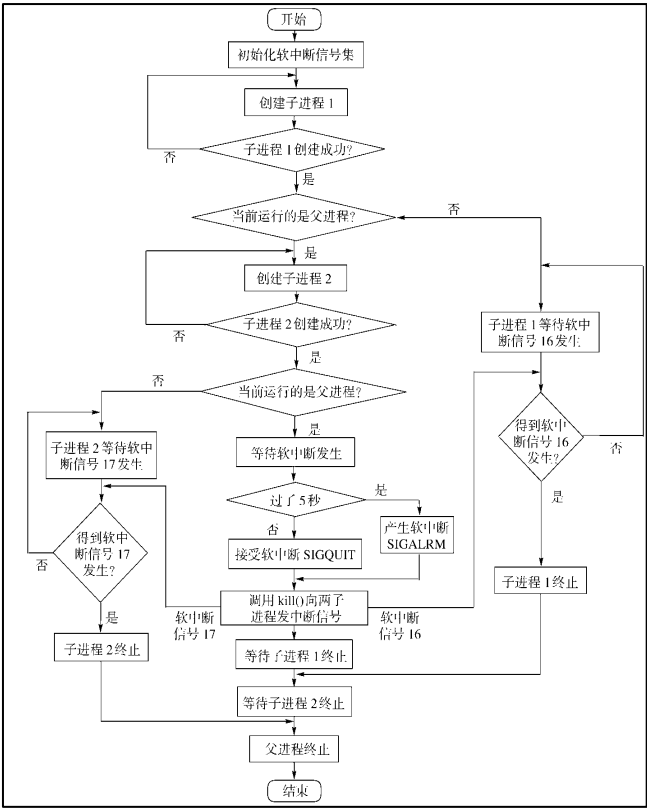 开始
初始化软中断信号集
创建子进程 1
子进程 1 创建成功?
否
是
当前运行的是父进程?
否
是
创建子进程 2
子进程 2 创建成功?
否
是
子进程 1 等待软中
断信号 16 发生
当前运行的是父进程?
否
是
得到软中
断信号 16
发生?
否
是
子进程 2 等待软中
断信号 17 发生
等待软中断发生
过了 5 秒
是
否
产生软中断
SIGALRM
得到软中
断信号 17
发生?
否
是
接受软中断 SIGQUIT
子进程 1 终止
调用 kill() 向两子
进程发中断信号
软中断
信号 17
软中断
信号 16
子进程 2 终止
等待子进程 1 终止
等待子进程 2 终止
父进程终止
结束